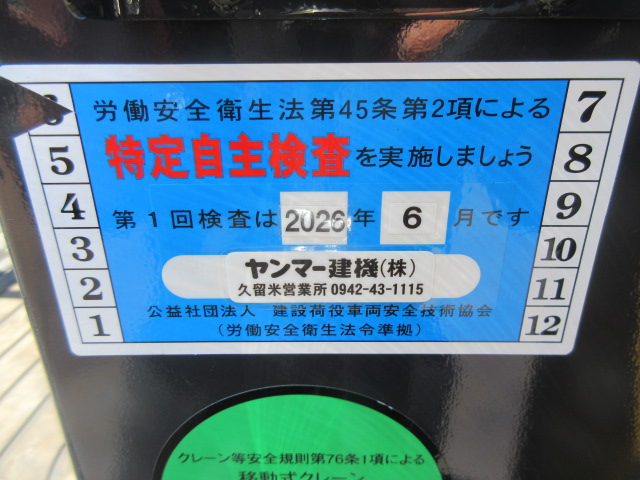 労働安全衛生法第45条第2項による
特定自主検査を実施しましょう
第1回検査は2026年6月です
ヤンマー建機(株)
久留米営業所 0942-43-1115
公益社団法人 建設荷役車両安全技術協会
(労働安全衛生法令準拠)
6
5
4
3
2
1
7
8
9
10
11
12
クレーン等安全規則第76条1項による
移動式クレーン